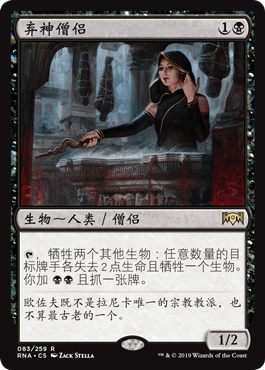 弃神僧侣 1
生物～人类 / 僧侣
，牺牲两个其他生物：任意数量的目
标牌手各失去2点生命且牺牲一个生物。
你加且抓一张牌。
欧佐夫既不是拉尼卡唯一的宗教教派，也
不算最古老的一个。
1/2
083/259 R
RNA • CS ZACK STELLA
™ & © 2019 Wizards of the Coast